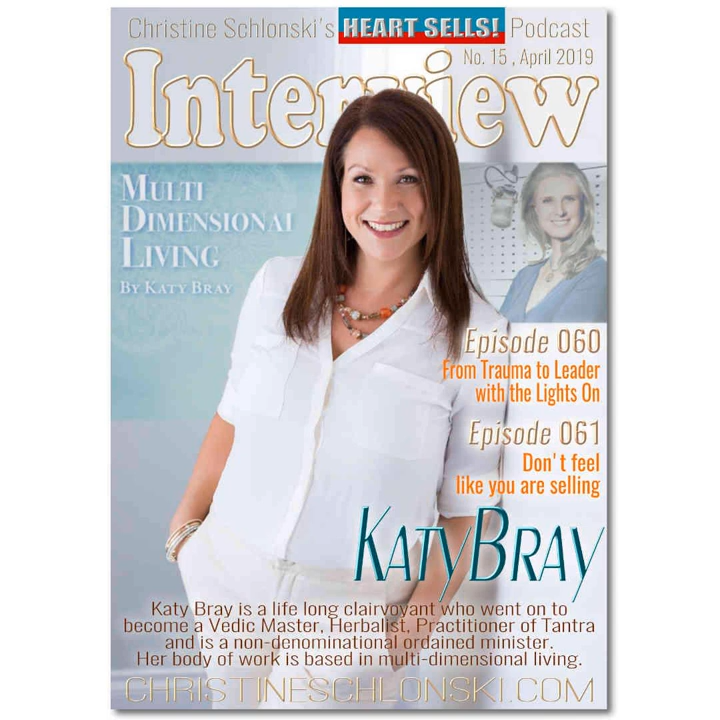 Christine Schlonski's HEART SELLS! Podcast
No. 15 , April 2019
Interview
MULTI
DIMENSIONAL
LIVING
BY KATY BRAY
Episode 060
From Trauma to Leader
with the Lights On
Episode 061
Don't feel
like you are selling
KATYBRAY
Katy Bray is a life long clairvoyant who went on to
become a Vedic Master, Herbalist, Practitioner of Tantra
and is a non-denominational ordained minister.
Her body of work is based in multi-dimensional living.
CHRISTINESCHLONSKI.COM